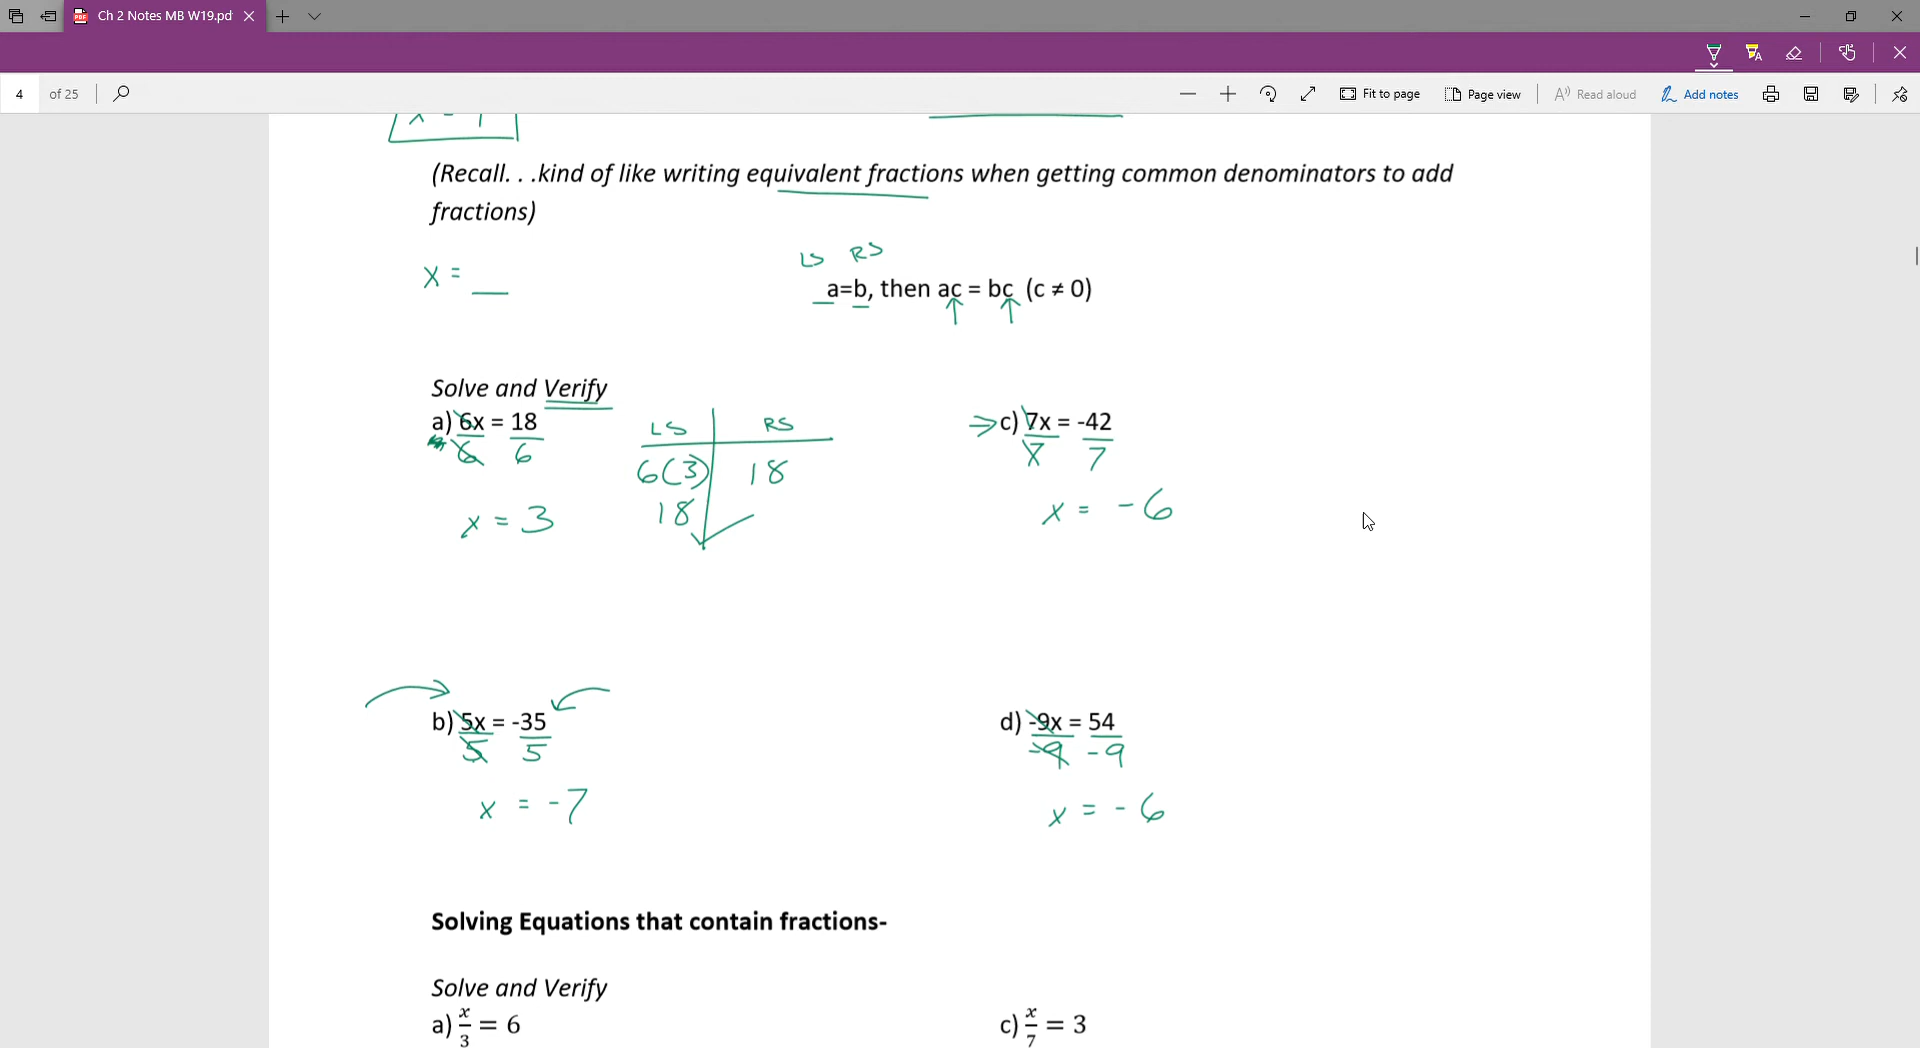 Ch 2 Notes MB W19.pd
4 of 25
Fit to page
Page view
Read aloud
Add notes
(Recall. . .kind of like writing equivalent fractions when getting common denominators to add
fractions)
LS RS
x = __
a=b, then ac = bc (c ≠ 0)
Solve and Verify
a) 6x = 18
6 6
x = 3
LS RS
6(3) 18
18
c) 7x = -42
7 7
x = -6
b) 5x = -35
5 5
x = -7
d) -9x = 54
-9 -9
x = -6
Solving Equations that contain fractions-
Solve and Verify
a) x/3 = 6
c) x/7 = 3